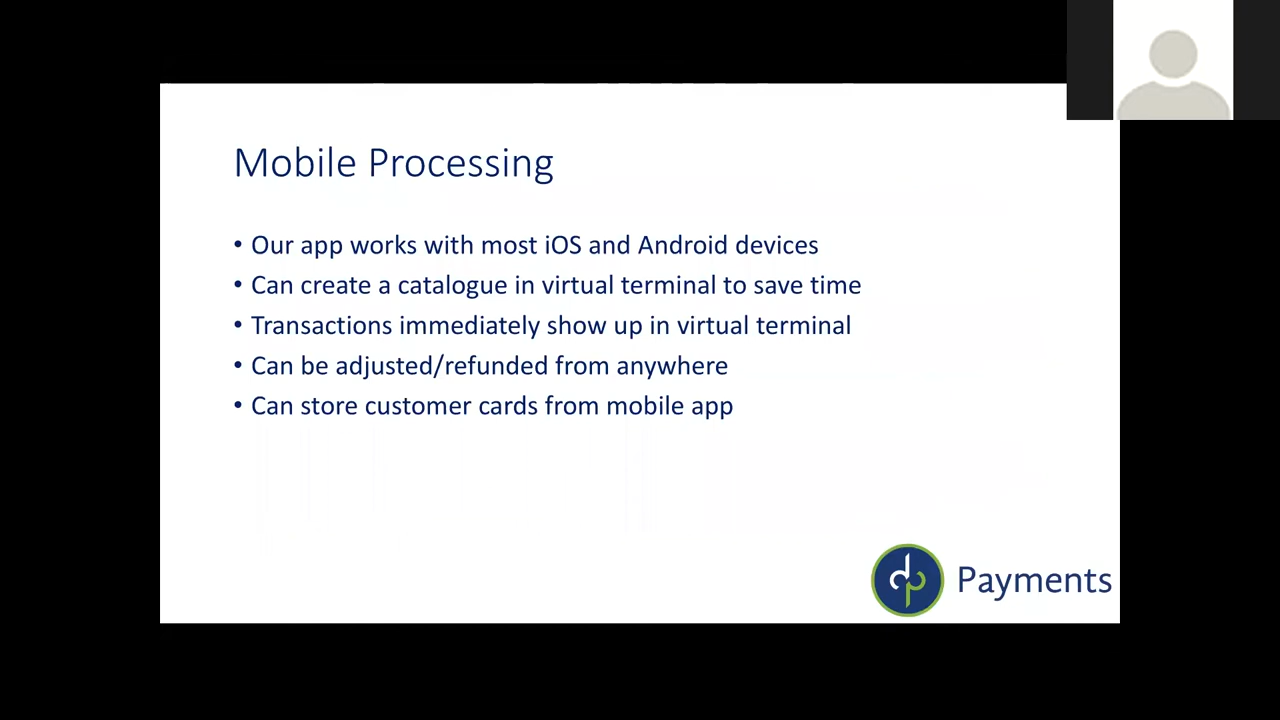 Mobile Processing
• Our app works with most iOS and Android devices
• Can create a catalogue in virtual terminal to save time
• Transactions immediately show up in virtual terminal
• Can be adjusted/refunded from anywhere
• Can store customer cards from mobile app
dp Payments